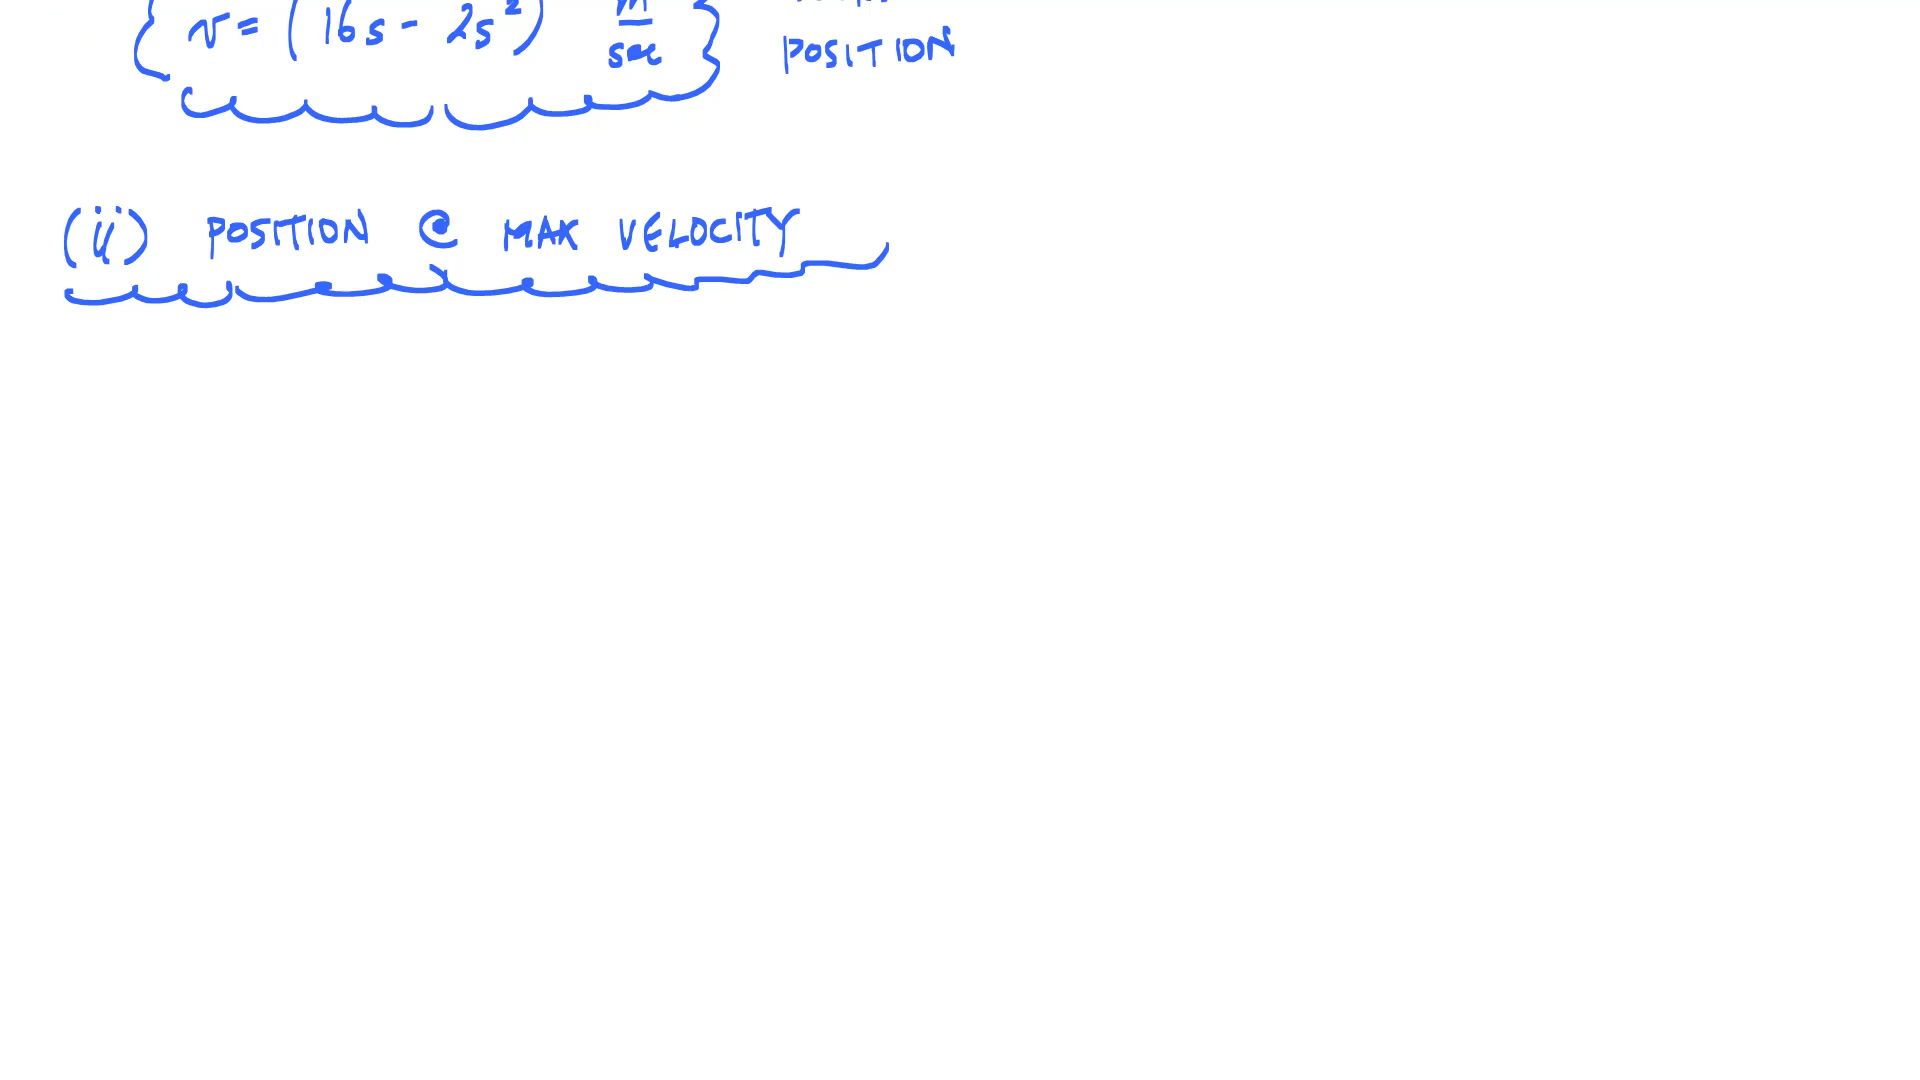 v = (16s - 2s²) m/sec
POSITION
(ii) POSITION @ MAX VELOCITY